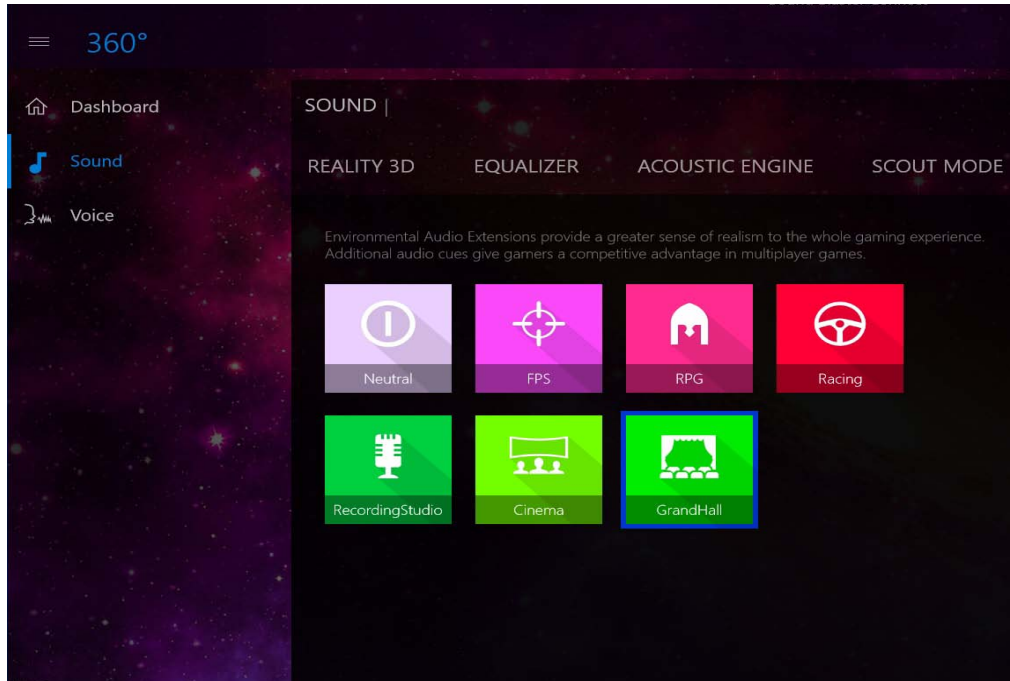 360°
Dashboard
Sound
Voice
SOUND |
REALITY 3D EQUALIZER ACOUSTIC ENGINE SCOUT MODE
Environmental Audio Extensions provide a greater sense of realism to the whole gaming experience.
Additional audio cues give gamers a competitive advantage in multiplayer games.
Neutral FPS RPG Racing
RecordingStudio Cinema GrandHall